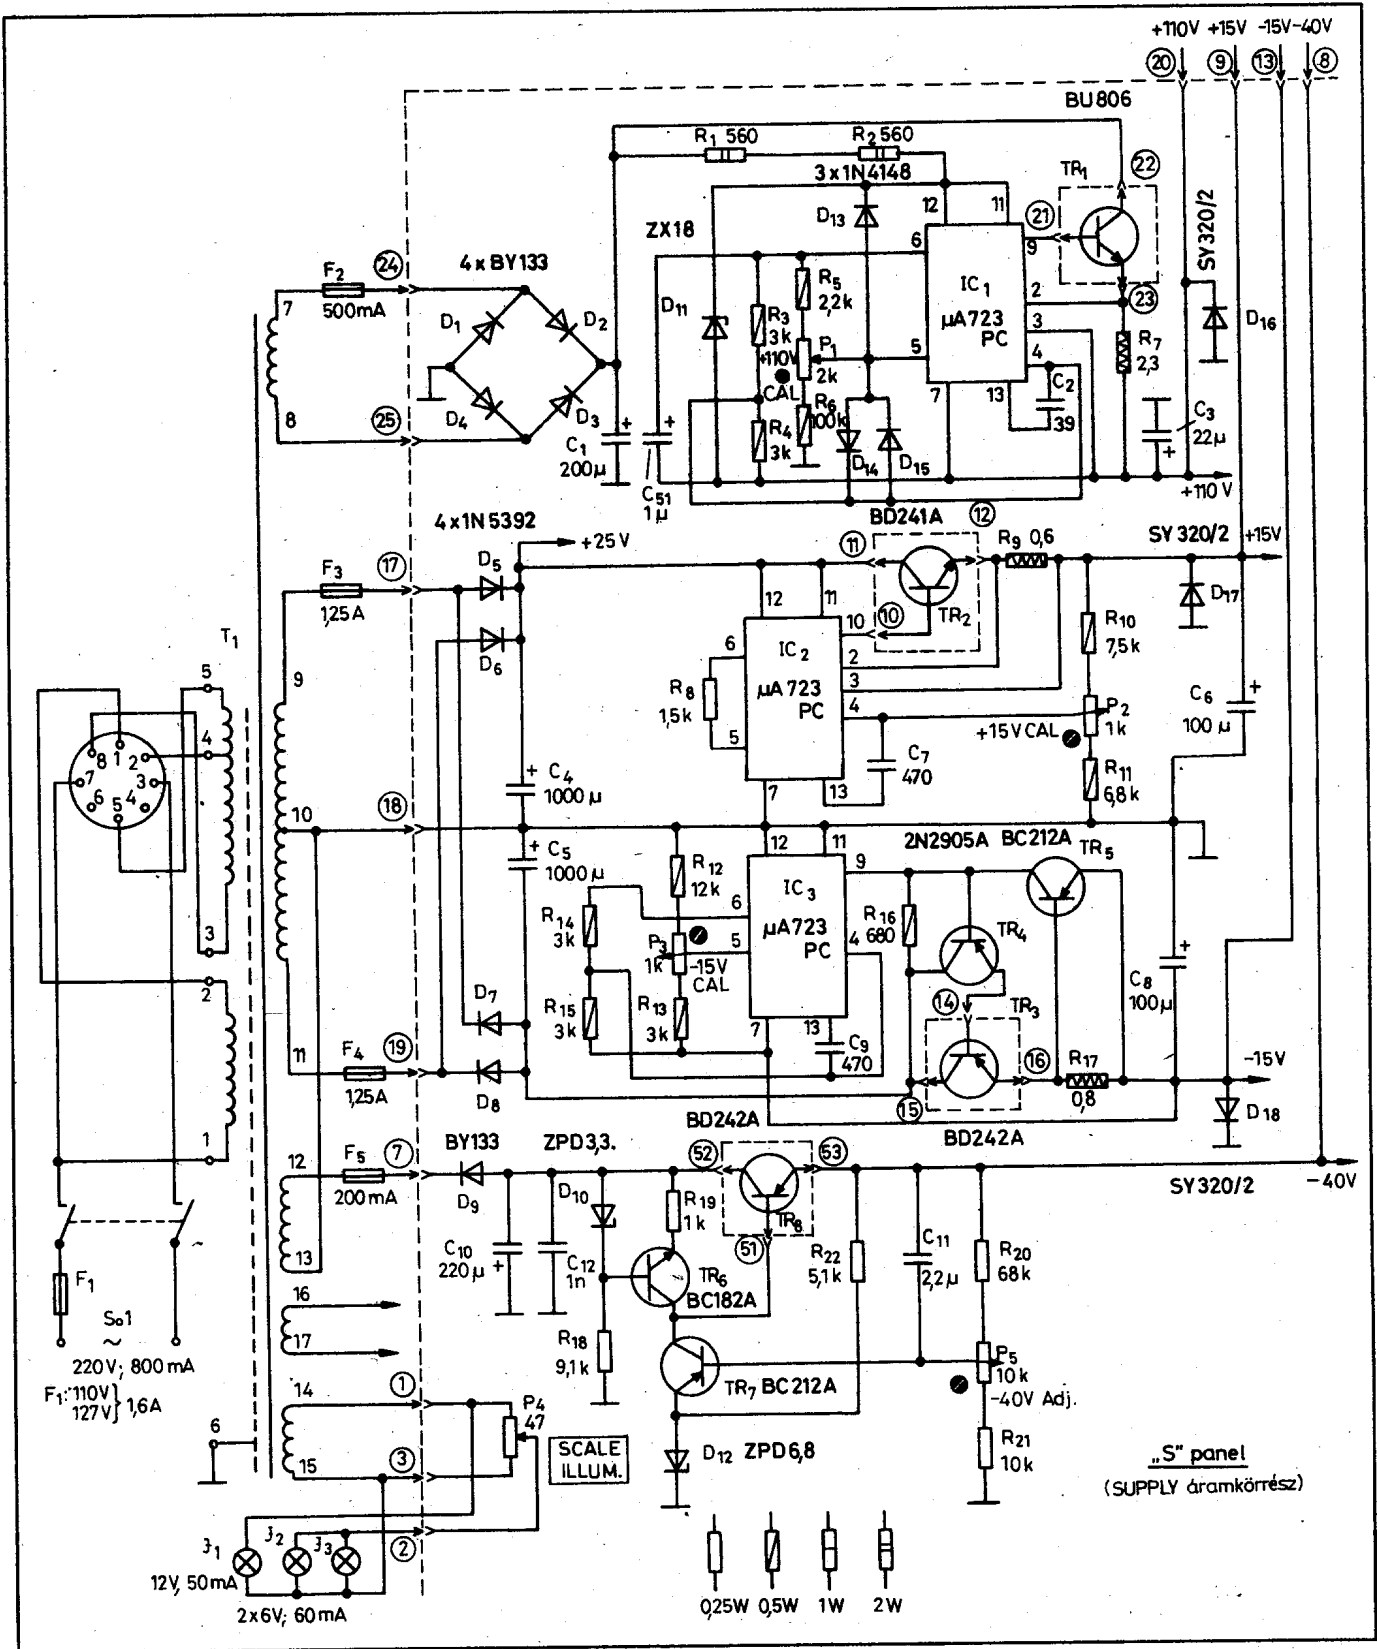 +110V +15V -15V -40V
20 9 13 8
BU806
R1 560
R2 560
3x1N4148
TR1
22
SY320/2
12 11
21
D13
ZX18
6
9
24
4xBY133
F2
500mA
7
R5
2,2k
IC1
µA723
PC
2
23
D11
D1
D2
R3
3k
3
D16
R7
2,3
+110V
CAL
P1
2k
5
4
C2
39
7
13
8
25
D4
D3
R6
100k
C3
22µ
C1
200µ
R4
3k
D14
D15
C51
1µ
+110V
4x1N5392
BD241A
12
+25V
11
R9 0,6
SY320/2
+15V
17
D5
F3
1,25A
12
11
10
TR2
D17
T1
D6
6
IC2
µA723
PC
10
R10
7,5k
5
9
2
R8
1,5k
3
C6
100µ
P2
1k
4
4
+15V CAL
8 1 2
7 3
6 5 4
5
C7
470
C4
1000µ
R11
6,8k
7
13
10
18
12
11
2N2905A BC212A
TR5
C5
1000µ
R12
12k
9
IC3
µA723
PC
R14
3k
6
R16
680
TR4
3
P3
1k
5
4
-15V
CAL
2
C8
100µ
D7
R15
3k
R13
3k
14
TR3
7
13
11
F4
1,25A
19
C9
470
16
R17
0,8
-15V
D8
15
D18
BD242A
BD242A
1
12
F5
200mA
7
BY133
ZPD3,3.
52
53
SY320/2
-40V
D9
D10
R19
1k
TR8
C10
220µ
C12
1n
51
R22
5,1k
C11
2,2µ
R20
68k
13
F1
TR6
BC182A
16
17
R18
9,1k
So1
~
220V; 800mA
F1: 110V
127V } 1,6A
TR7 BC212A
P5
10k
-40V Adj.
14
1
P4
47
6
15
3
SCALE
ILLUM.
D12 ZPD6,8
R21
10k
„S" panel
(SUPPLY áramkörrész)
J1 J2 J3
2
12V, 50mA
2x6V; 60mA
0,25W 0,5W 1W 2W